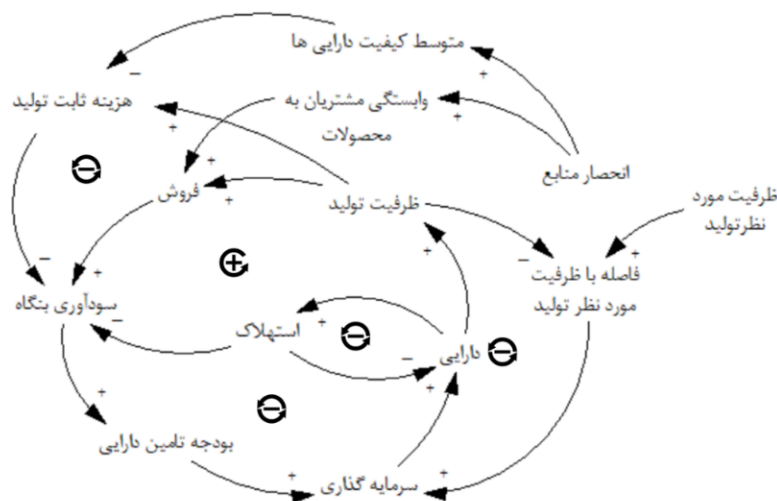 متوسط کیفیت دارایی ها
هزینه ثابت تولید
وابستگی مشتریان به
محصولات
انحصار منابع
فروش
ظرفیت تولید
ظرفیت مورد
نظرتولید
فاصله با ظرفیت
مورد نظر تولید
سودآوری بنگاه
استهلاک
دارایی
بودجه تامین دارایی
سرمایه گذاری